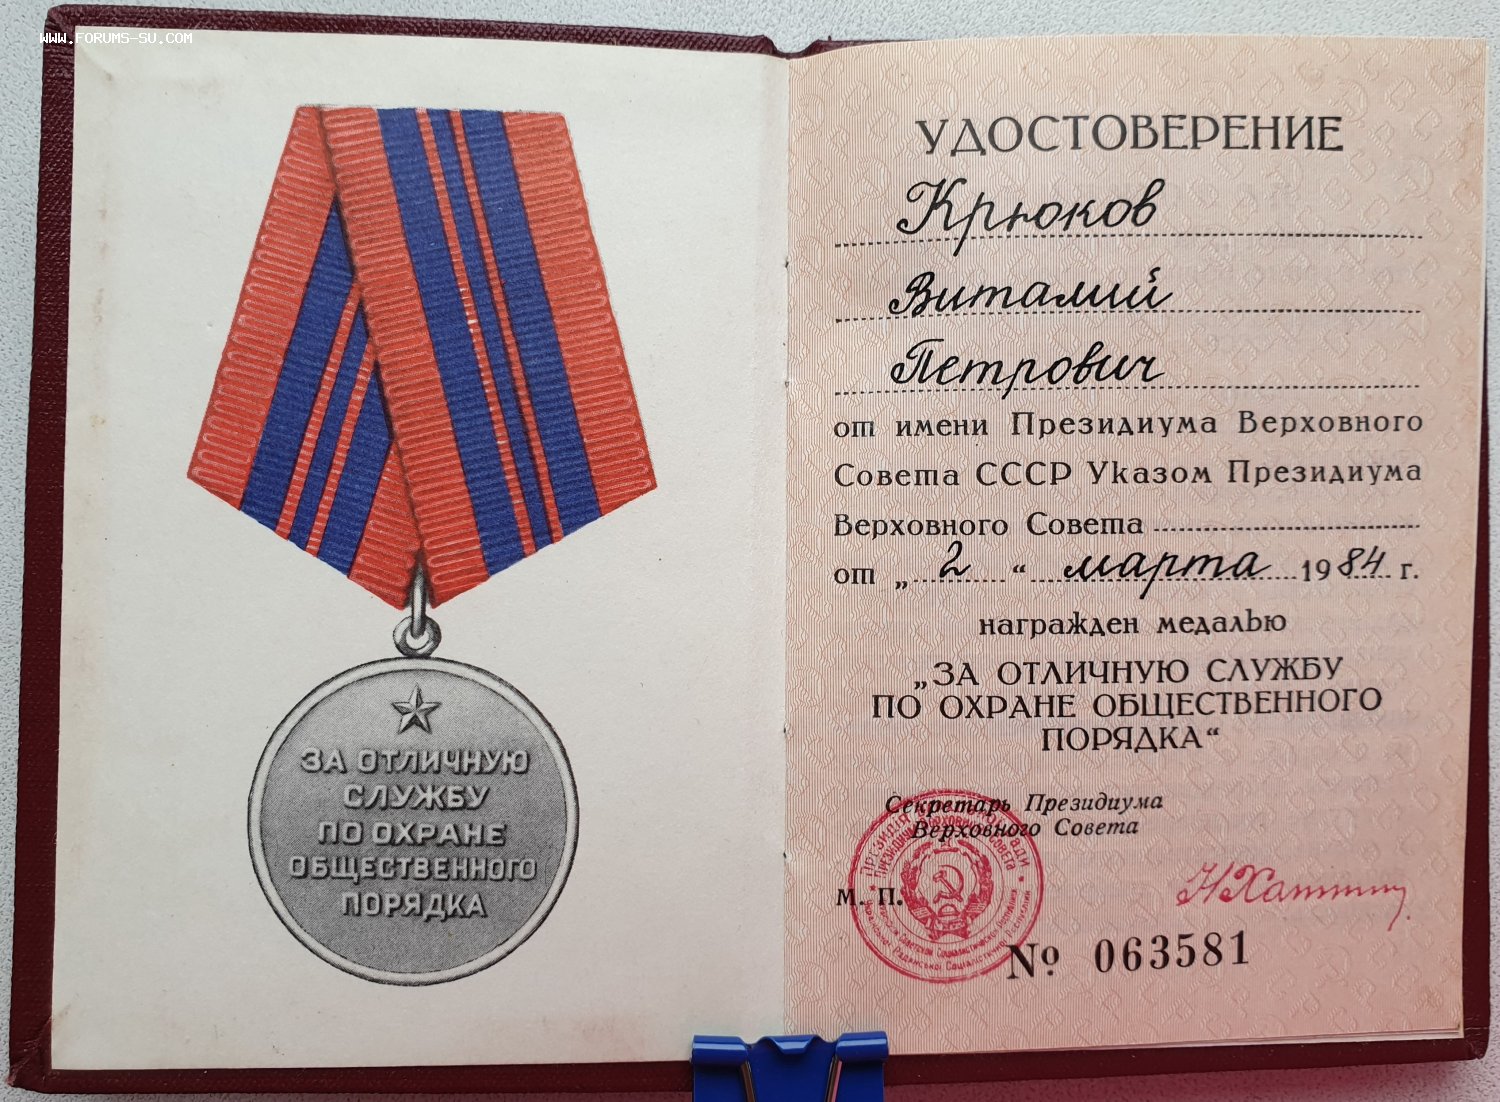 www.forums-su.com
ЗА ОТЛИЧНУЮ
СЛУЖБУ
ПО ОХРАНЕ
ОБЩЕСТВЕННОГО
ПОРЯДКА
УДОСТОВЕРЕНИЕ
Крюков
Виталий
Петрович
от имени Президиума Верховного
Совета СССР Указом Президиума
Верховного Совета
от „2“ марта 1984 г.
награжден медалью
„ЗА ОТЛИЧНУЮ СЛУЖБУ
ПО ОХРАНЕ ОБЩЕСТВЕННОГО
ПОРЯДКА“
Секретарь Президиума
Верховного Совета
М. П.
№ 063581